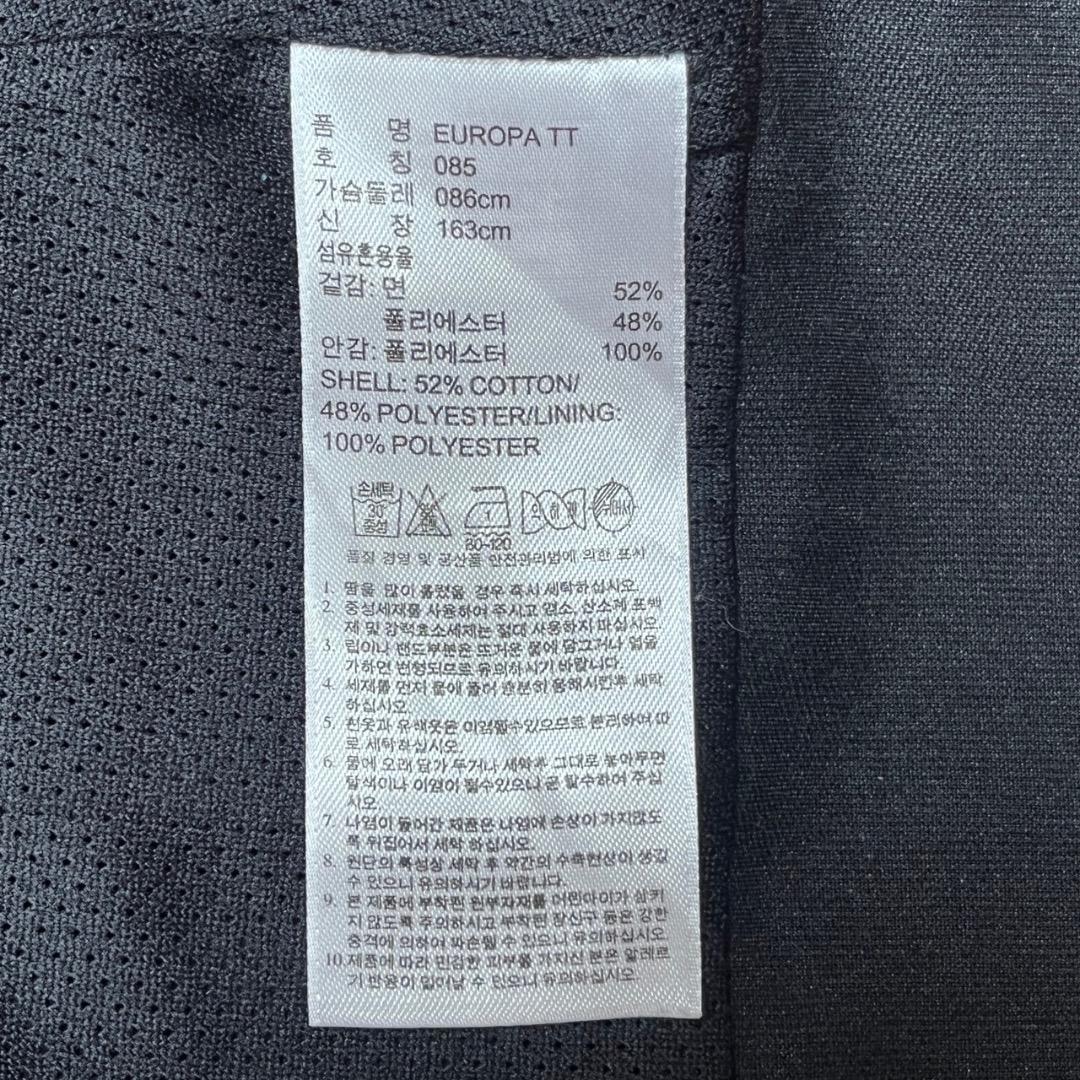 품 명 EUROPA TT
호 칭 085
가슴둘레 086cm
신 장 163cm
섬유혼용율
겉감: 면 52%
폴리에스터 48%
안감: 폴리에스터 100%
SHELL: 52% COTTON/
48% POLYESTER/LINING:
100% POLYESTER
손세탁
30
중성
80~120
품질 경영 및 공산품 안전관리법에 의한 표시
1. 땀을 많이 흘렸을 경우 즉시 세탁하십시오.
2. 중성세재를 사용하여 주시고 염소, 산소계 표백
제 및 강력효소세제는 절대 사용하지 마십시오.
3. 립이나 밴드부분은 뜨거운 물에 담그거나 열을
가하면 변형되므로 유의하시기 바랍니다.
4. 세제를 먼저 물에 풀어 완분히 용해시킨후 세탁
하십시오.
5. 흰옷과 유색옷은 이염될수있으므로 분리하여 따
로 세탁하십시오.
6. 물에 오래 담가 두거나 세탁후 그대로 놓아두면
탈색이나 이염이 될수있으니 곧 탈수하여 주십
시오.
7. 나염이 들어간 제품은 나염에 손상이 가지않도
록 뒤집어서 세탁 하십시오.
8. 원단의 특성상 세탁 후 약간의 수축현상이 생길
수 있으니 유의하시기 바랍니다.
9. 본 제품에 부착된 원부자재를 어린아이가 삼키
지 않도록 주의하시고 부착된 장신구 등은 강한
충격에 의하여 파손될 수 있으니 유의하십시오.
10.제품에 따라 민감한 피부를 가지신 분은 알레르
기 반응이 일어날 수 있으니 유의하십시오.